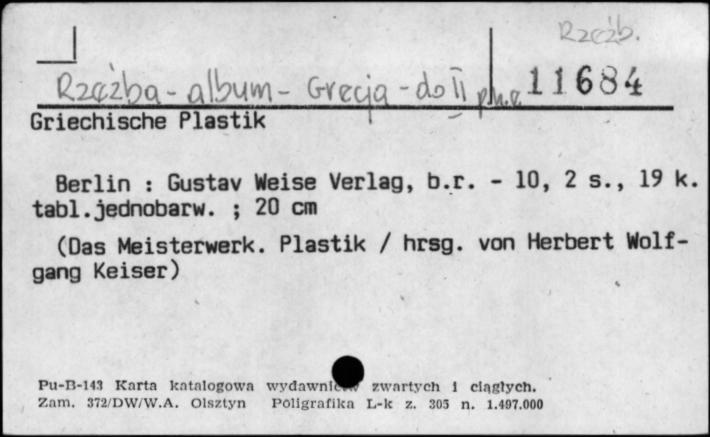 Rzeźb.
Rzeźba - album - Grecja - do II p.n.e
11684
Griechische Plastik
Berlin : Gustav Weise Verlag, b.r. - 10, 2 s., 19 k.
tabl.jednobarw. ; 20 cm
(Das Meisterwerk. Plastik / hrsg. von Herbert Wolf-
gang Keiser)
Pu-B-143 Karta katalogowa wydawnictw zwartych i ciągłych.
Zam. 372/DW/W.A. Olsztyn Poligrafika L-k z. 305 n. 1.497.000